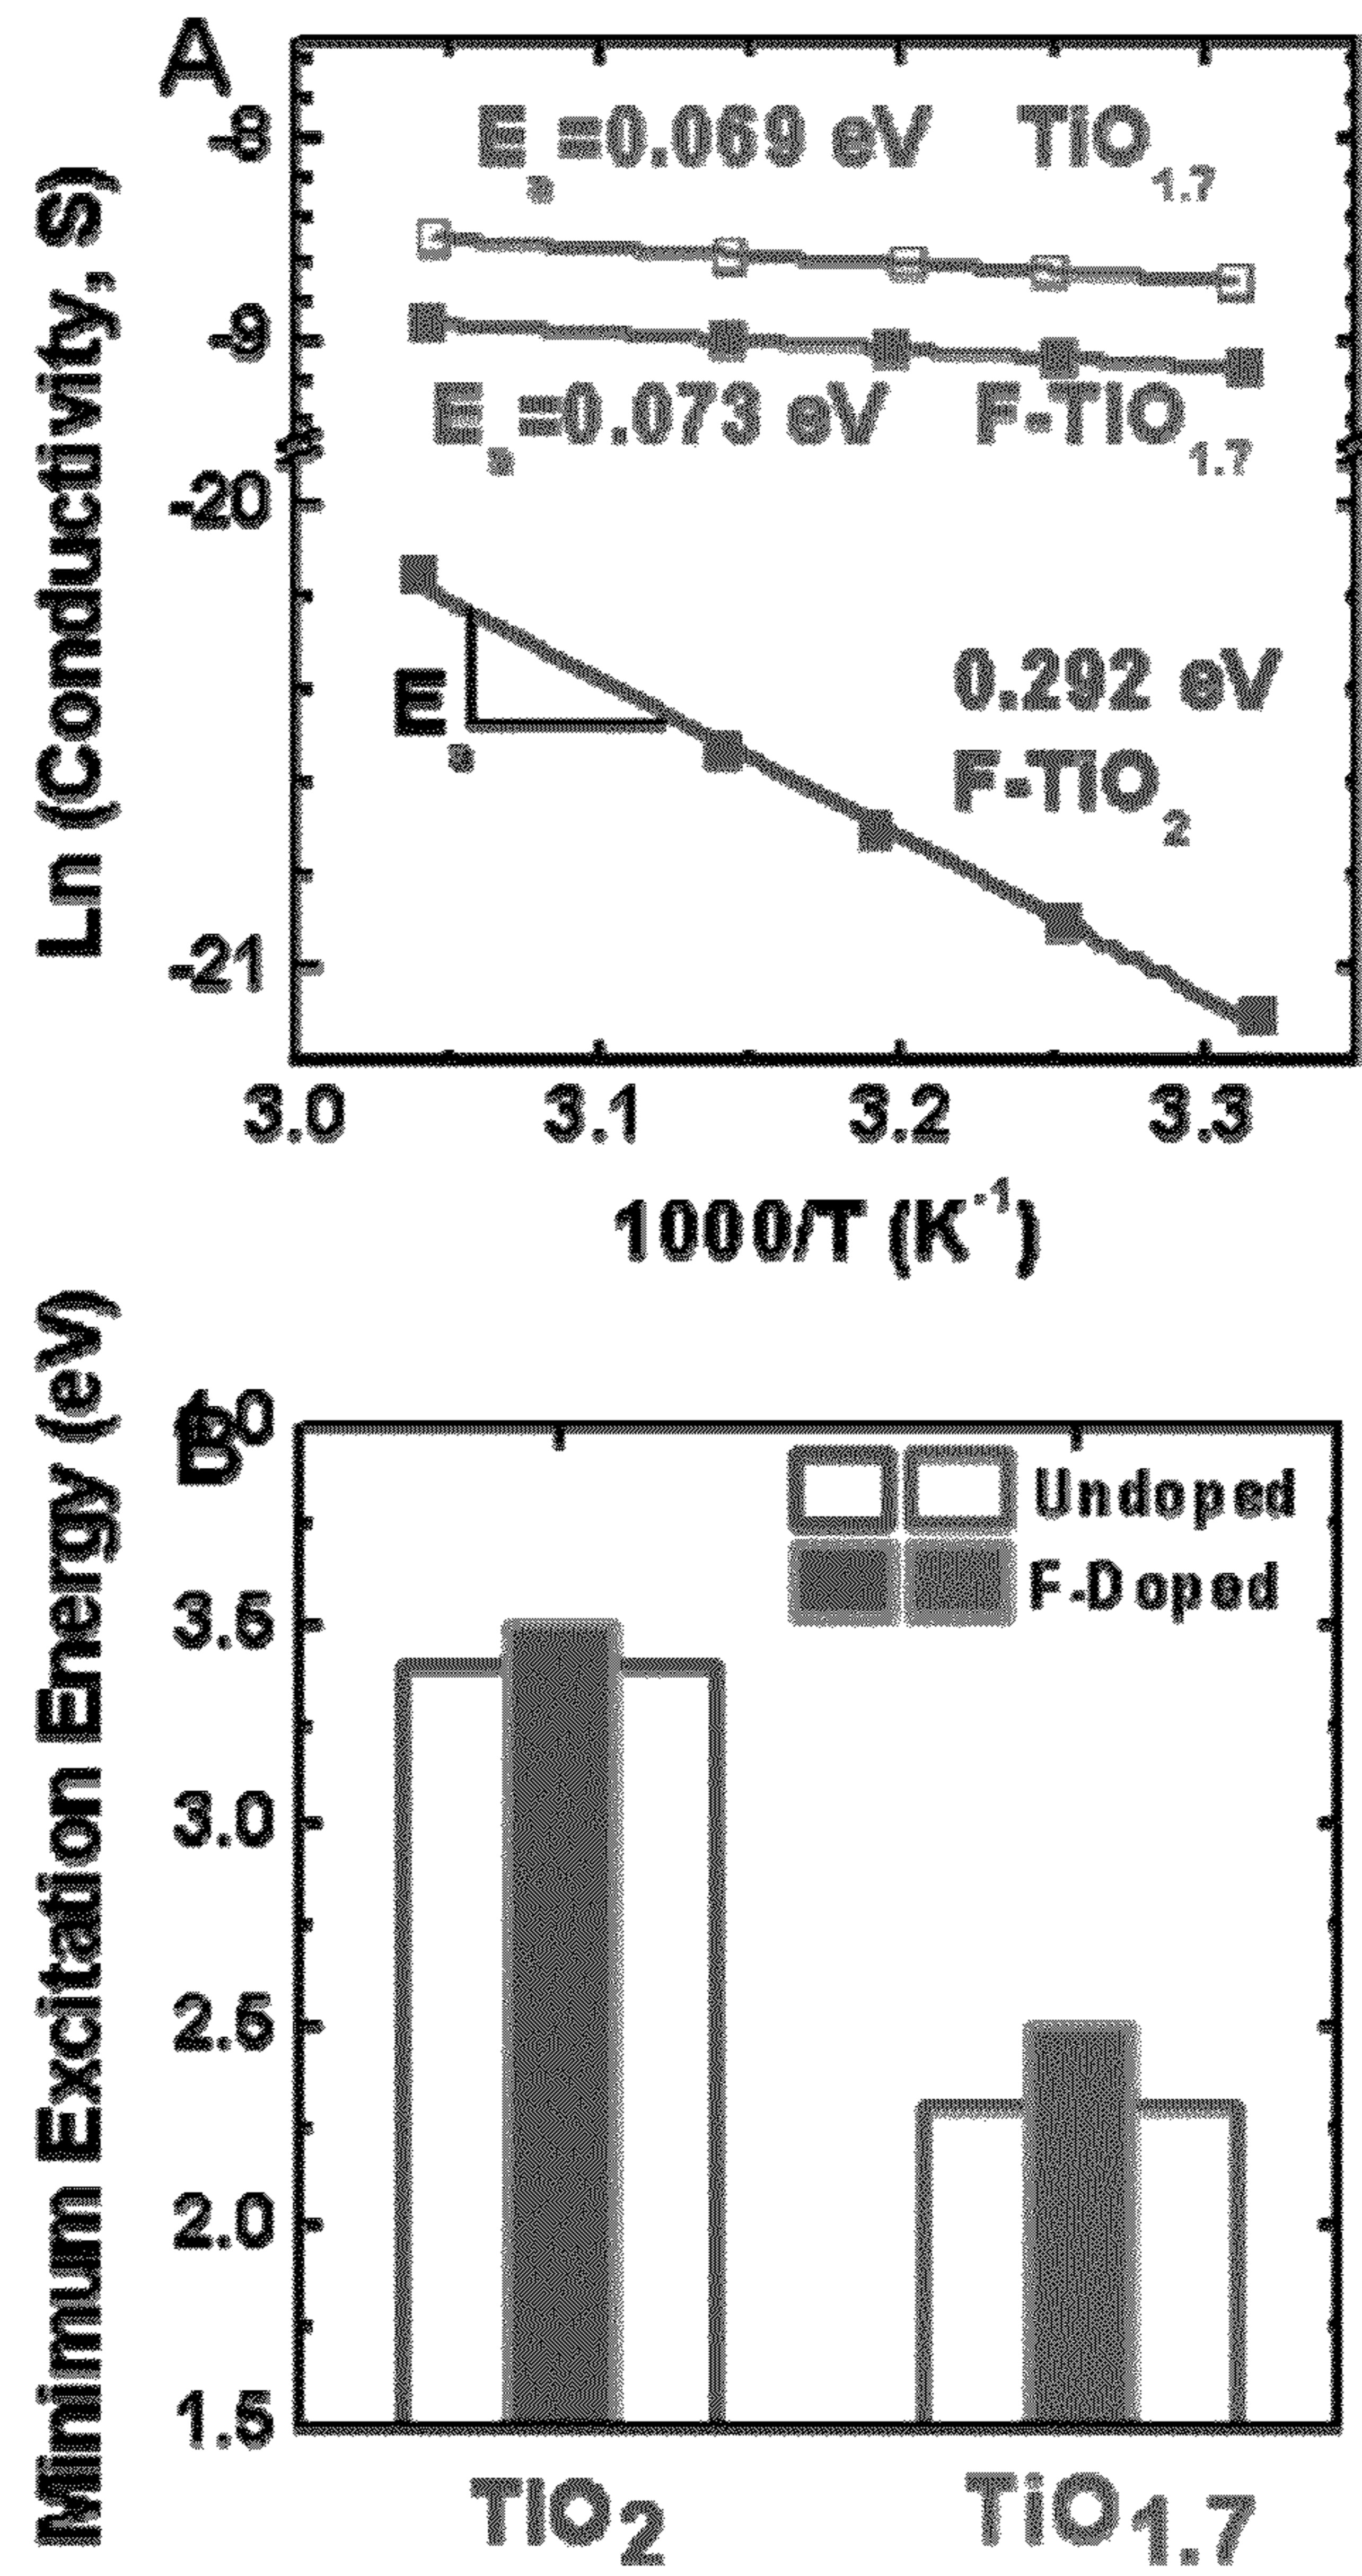 A
Ln (Conductivity, S)
-8
-9
-20
-21
Ea=0.069 eV TiO1.7
Ea=0.073 eV F-TiO1.7
Ea
0.292 eV
F-TiO2
3.0 3.1 3.2 3.3
1000/T (K-1)
B
Minimum Excitation Energy (eV)
4.0
3.5
3.0
2.5
2.0
1.5
Undoped
F-Doped
TiO2 TiO1.7